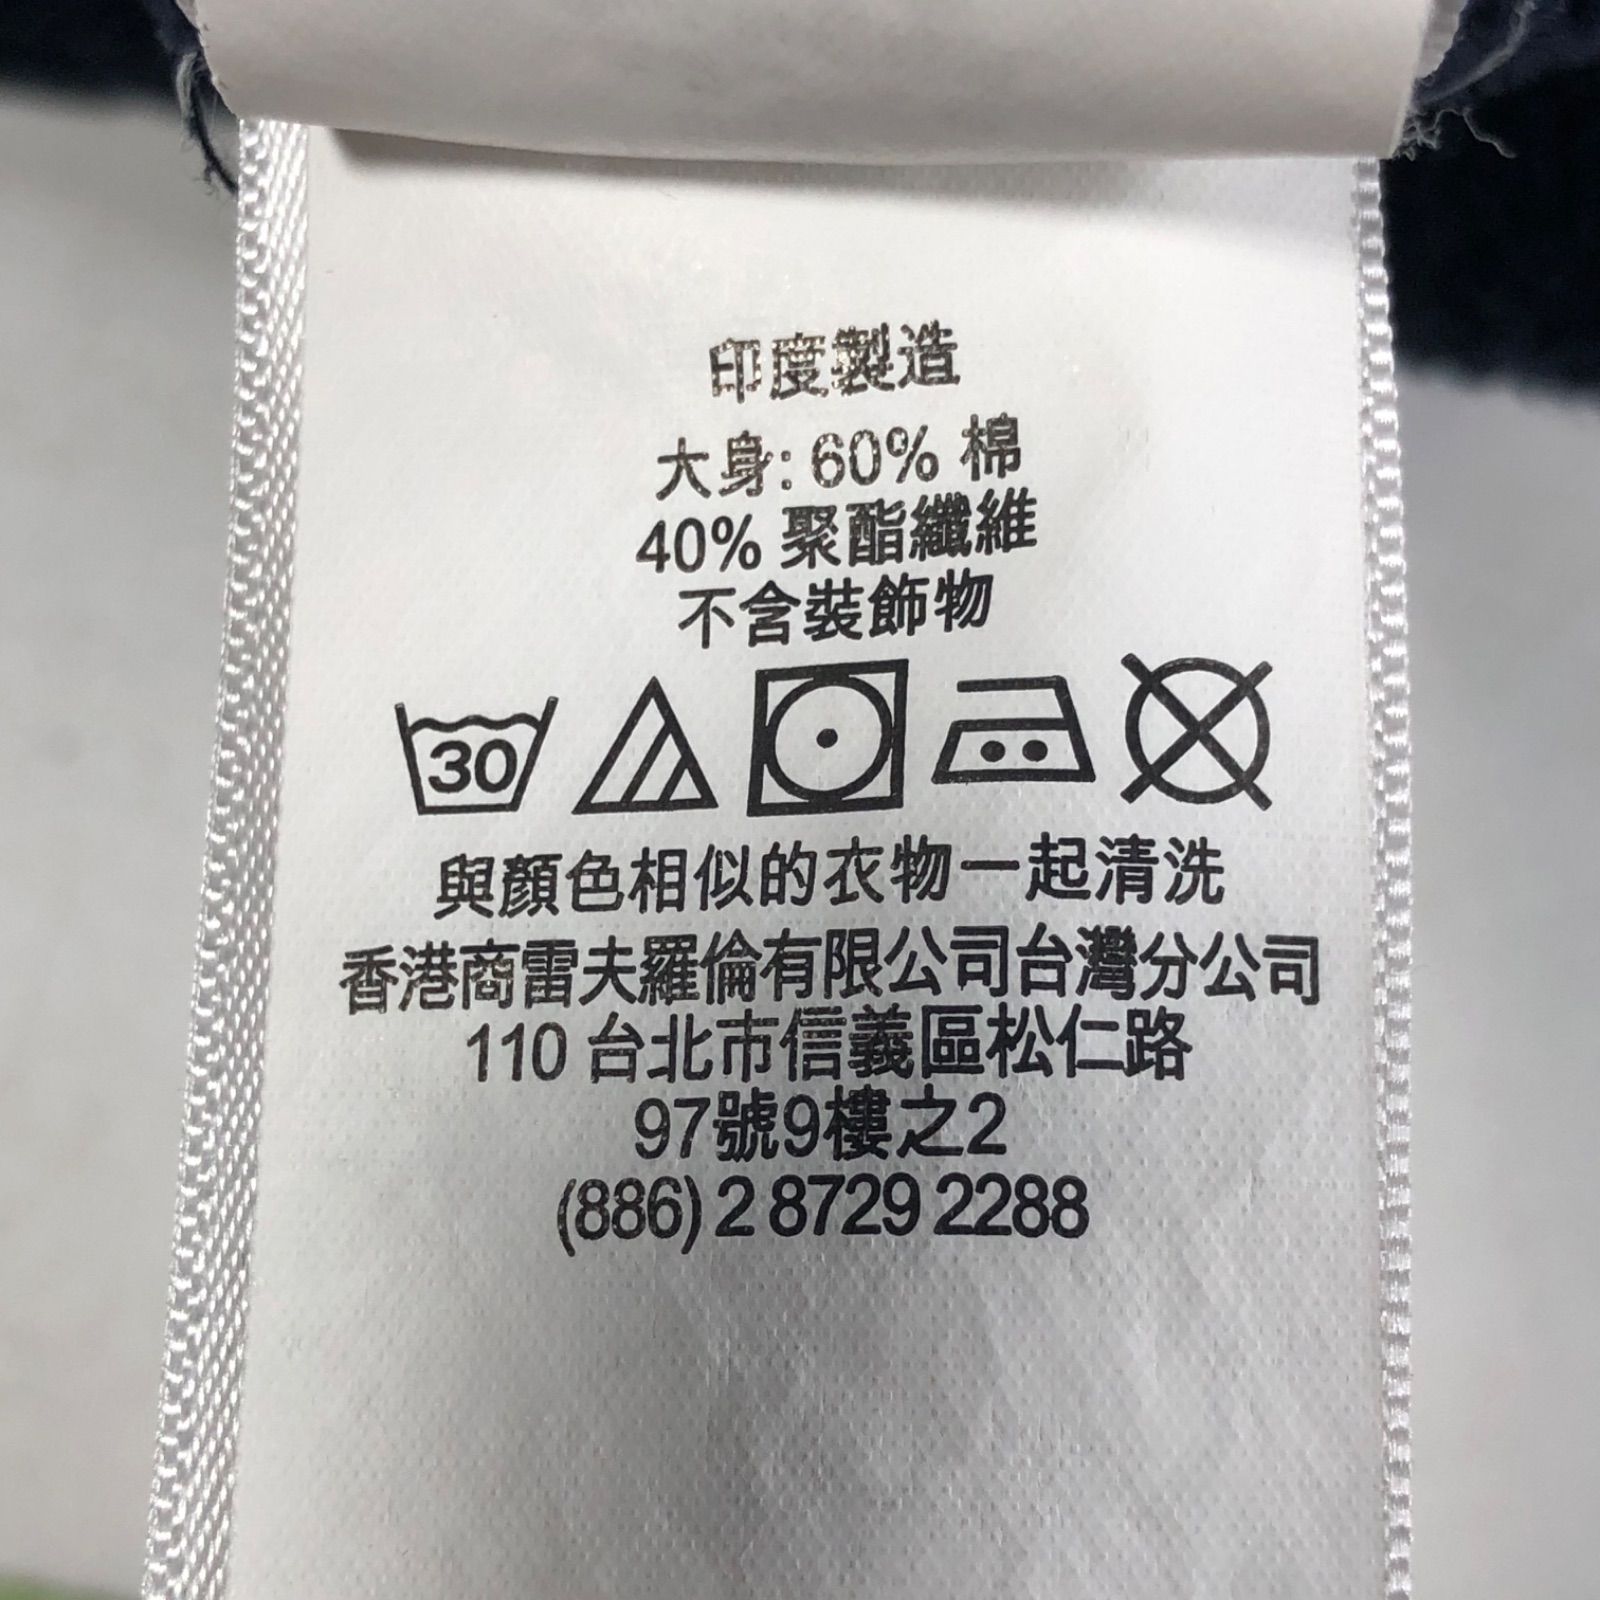 印度製造
大身: 60% 棉
40% 聚酯纖維
不含裝飾物
30
與顏色相似的衣物一起清洗
香港商雷夫羅倫有限公司台灣分公司
110 台北市信義區松仁路
97號9樓之2
(886) 2 8729 2288